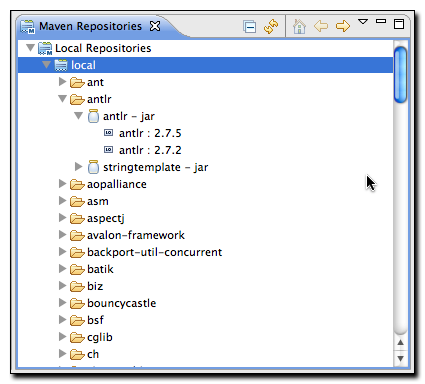 Maven Repositories
Local Repositories
local
ant
antlr
antlr - jar
antlr : 2.7.5
antlr : 2.7.2
stringtemplate - jar
aopalliance
asm
aspectj
avalon-framework
backport-util-concurrent
batik
biz
bouncycastle
bsf
cglib
ch